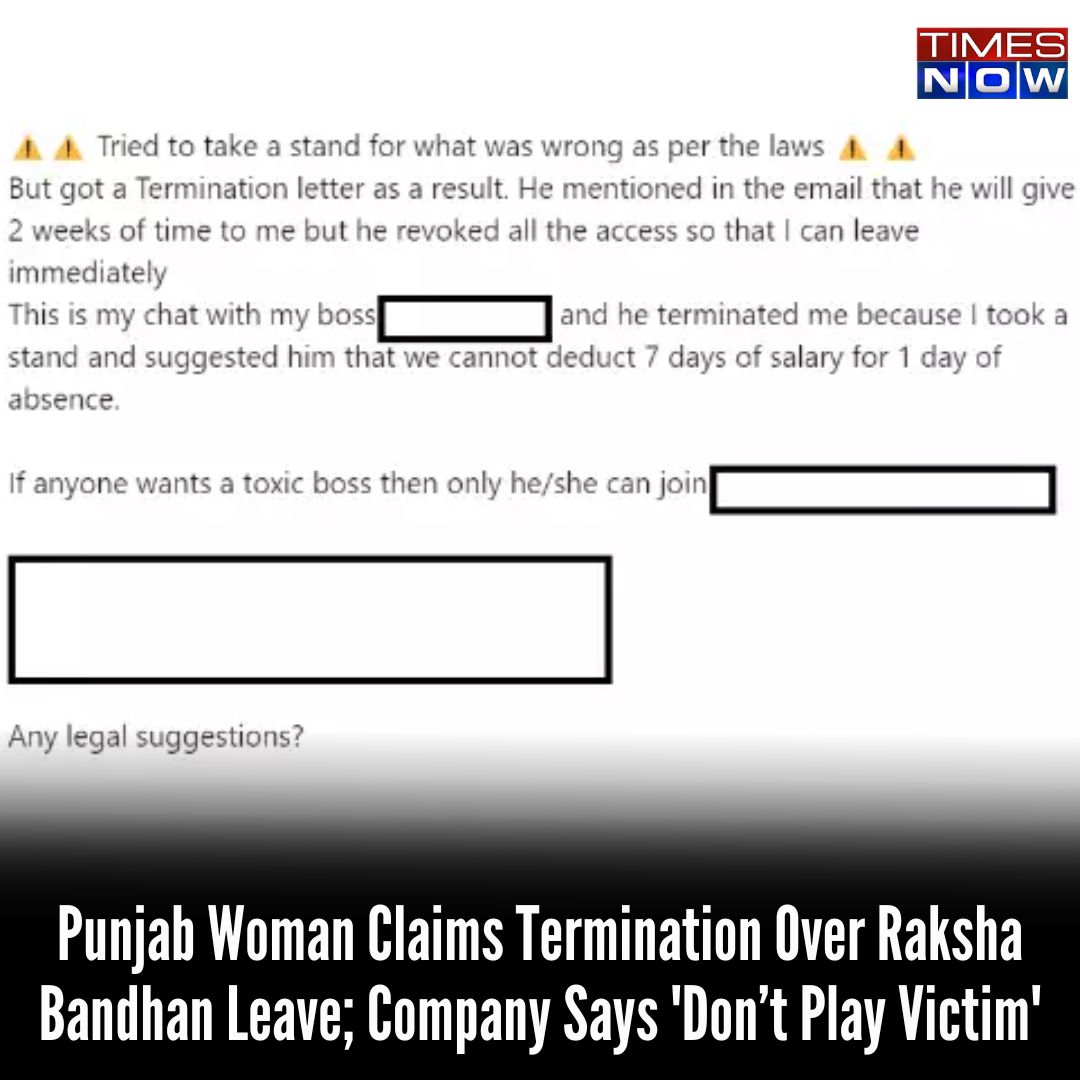 TIMES
NOW
⚠️ ⚠️ Tried to take a stand for what was wrong as per the laws ⚠️ ⚠️
But got a Termination letter as a result. He mentioned in the email that he will give
2 weeks of time to me but he revoked all the access so that I can leave
immediately
This is my chat with my boss and he terminated me because I took a
stand and suggested him that we cannot deduct 7 days of salary for 1 day of
absence.
If anyone wants a toxic boss then only he/she can join
Any legal suggestions?
Punjab Woman Claims Termination Over Raksha
Bandhan Leave; Company Says 'Don’t Play Victim'